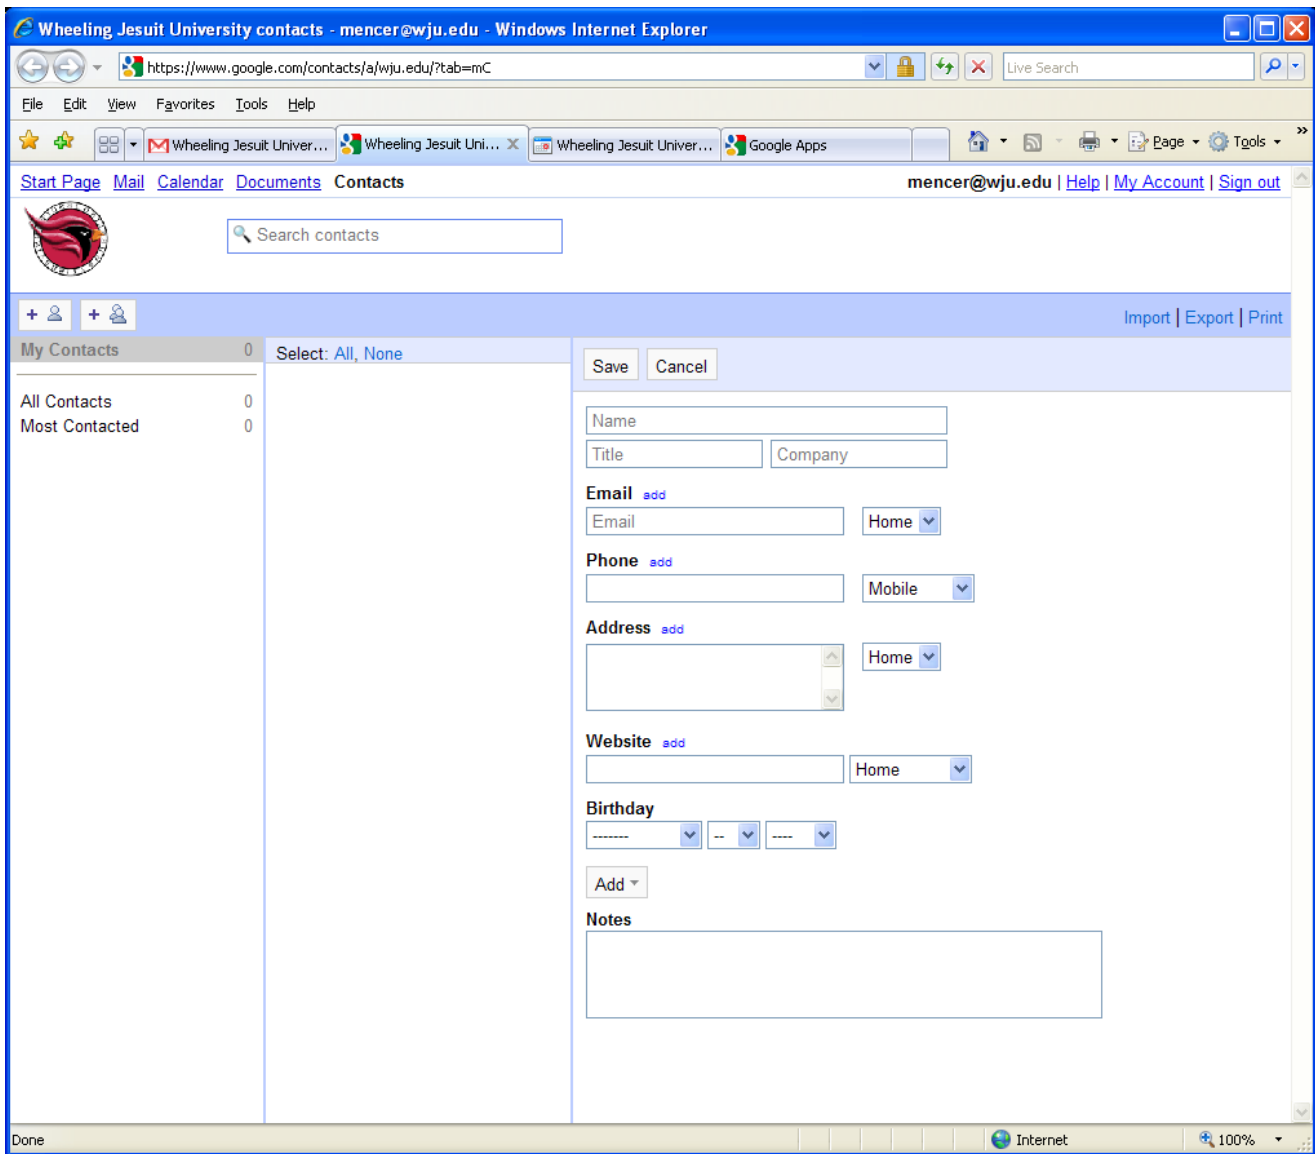 Wheeling Jesuit University contacts - mencer@wju.edu - Windows Internet Explorer
https://www.google.com/contacts/a/wju.edu/?tab=mC
Live Search
File Edit View Favorites Tools Help
Wheeling Jesuit Univer... Wheeling Jesuit Uni... X Wheeling Jesuit Univer... Google Apps Page Tools »
Start Page Mail Calendar Documents Contacts mencer@wju.edu | Help | My Account | Sign out
Search contacts
+ + Import | Export | Print
My Contacts 0 Select: All, None
Save Cancel
All Contacts 0
Most Contacted 0
Name
Title Company
Email add
Email Home
Phone add
Mobile
Address add
Home
Website add
Home
Birthday
------- -- ----
Add
Notes
Done Internet 100%